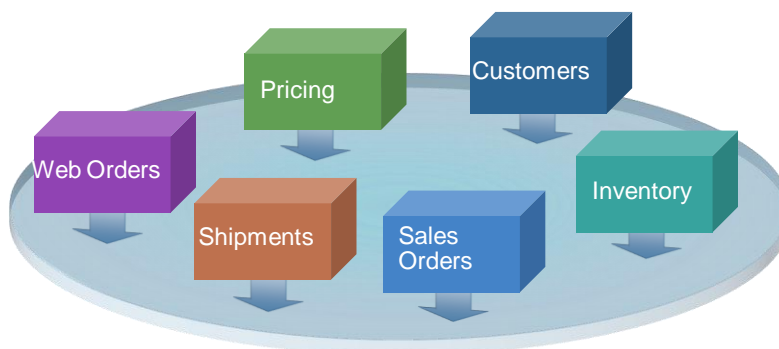 Customers
Pricing
Web Orders
Inventory
Shipments
Sales
Orders